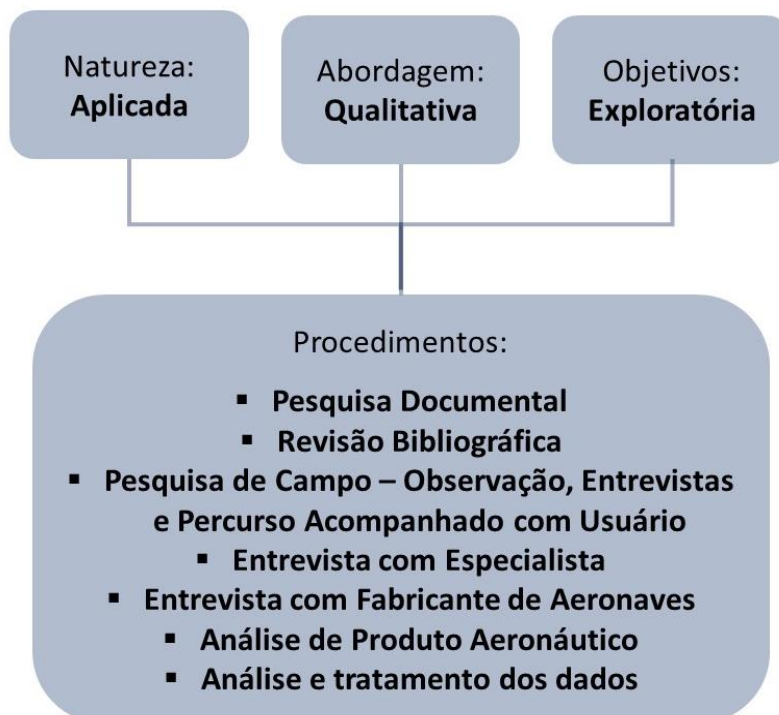 Natureza:
Aplicada
Abordagem:
Qualitativa
Objetivos:
Exploratória
Procedimentos:
▪ Pesquisa Documental
▪ Revisão Bibliográfica
▪ Pesquisa de Campo – Observação, Entrevistas
e Percurso Acompanhado com Usuário
▪ Entrevista com Especialista
▪ Entrevista com Fabricante de Aeronaves
▪ Análise de Produto Aeronáutico
▪ Análise e tratamento dos dados